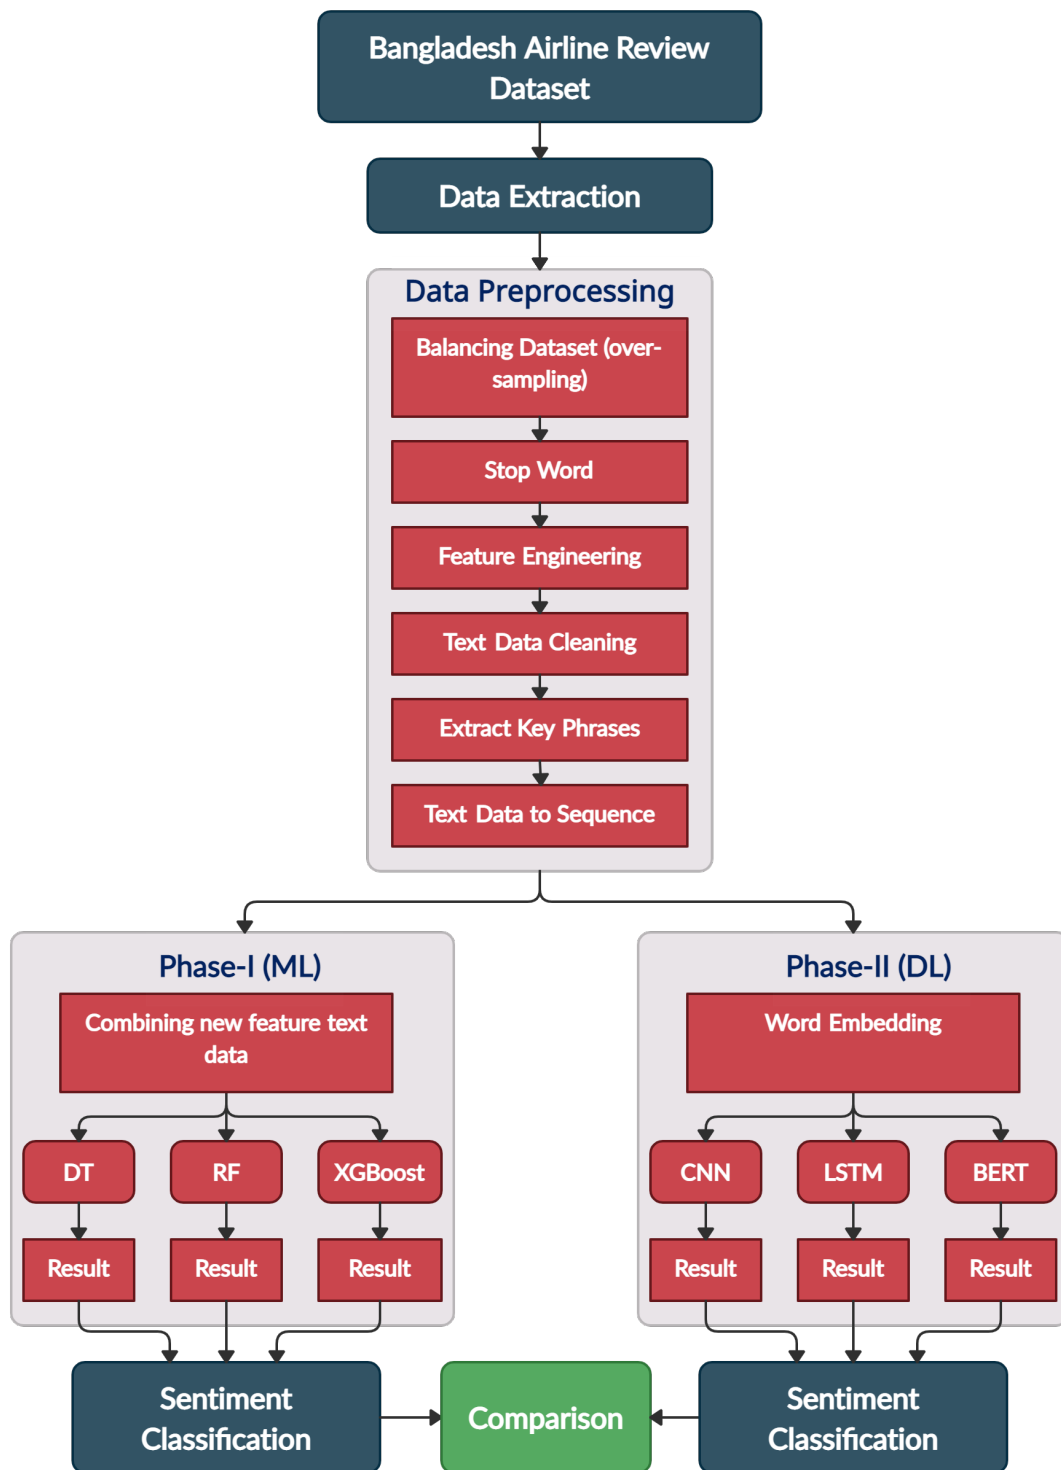 Bangladesh Airline Review
Dataset
Data Extraction
Data Preprocessing
Balancing Dataset (over-
sampling)
Stop Word
Feature Engineering
Text Data Cleaning
Extract Key Phrases
Text Data to Sequence
Phase-I (ML)
Combining new feature text
data
DT
RF
XGBoost
Result
Result
Result
Sentiment
Classification
Phase-II (DL)
Word Embedding
CNN
LSTM
BERT
Result
Result
Result
Sentiment
Classification
Comparison